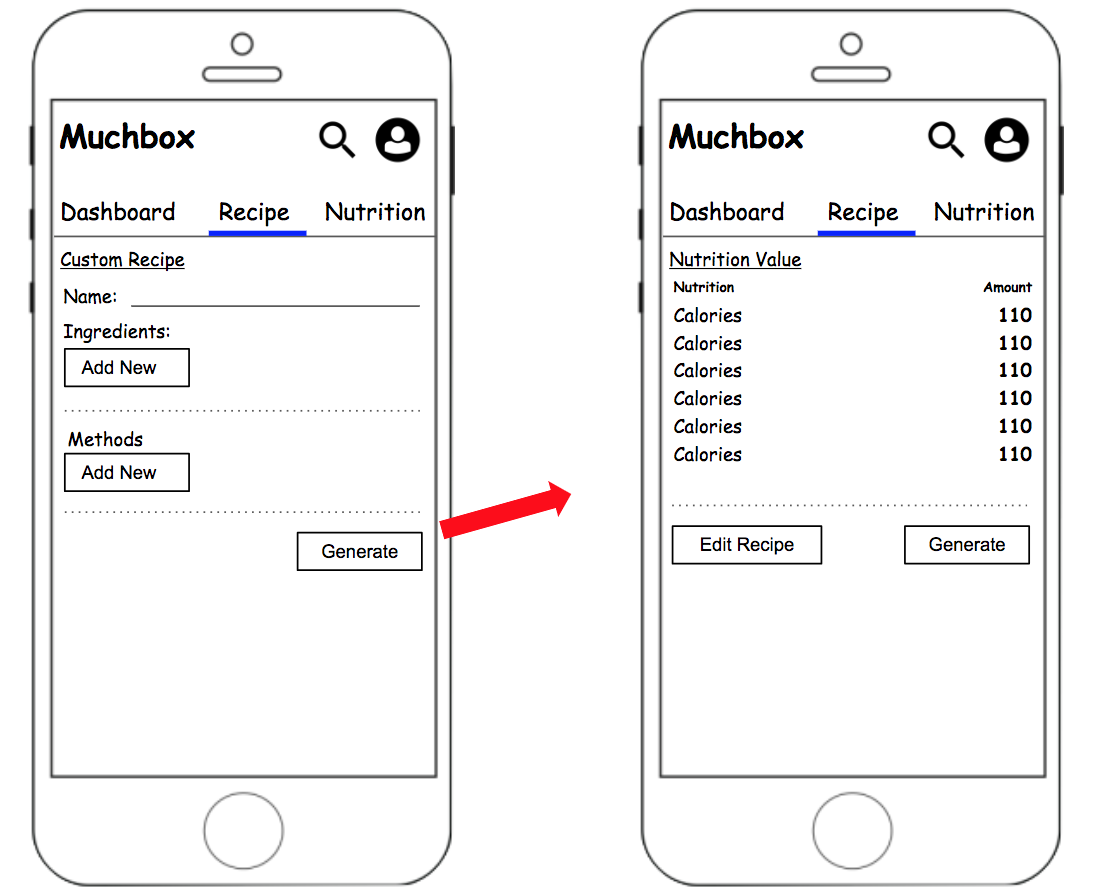 Muchbox
Dashboard Recipe Nutrition
Custom Recipe
Name:
Ingredients:
Add New
Methods
Add New
Generate
Muchbox
Dashboard Recipe Nutrition
Nutrition Value
Nutrition Amount
Calories 110
Calories 110
Calories 110
Calories 110
Calories 110
Calories 110
Edit Recipe Generate